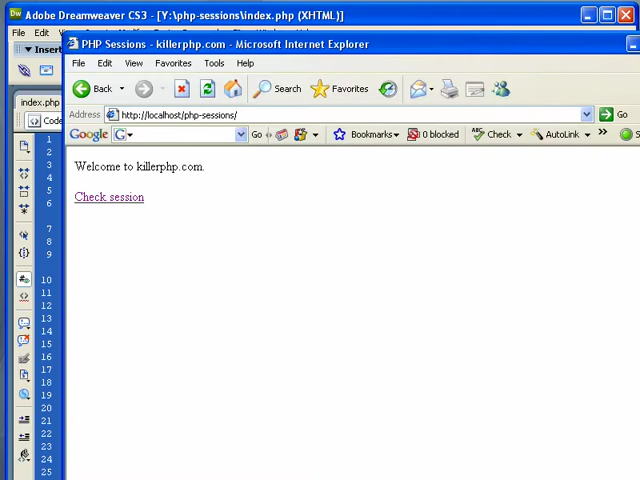 Adobe Dreamweaver CS3 - [Y:\php-sessions\index.php (XHTML)]
File Edit
PHP Sessions - killerphp.com - Microsoft Internet Explorer
Insert
File Edit View Favorites Tools Help
Back Search Favorites
index.php
Address http://localhost/php-sessions/ Go
Code
Google G Go Bookmarks 0 blocked Check AutoLink » S
Welcome to killerphp.com.
Check session
1
2
3
4
5
6
7
8
9
10
11
12
13
14
15
16
17
18
19
20
21
22
23
24
25